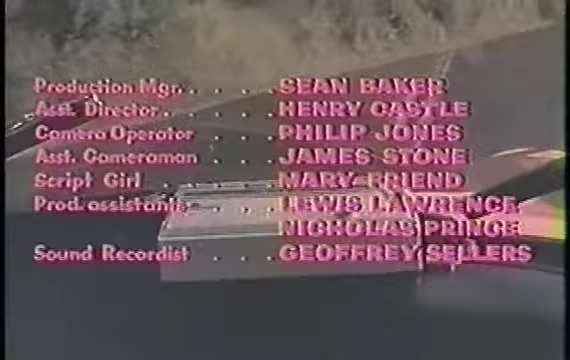 Production Mgr. . . . . SEAN BAKER
Asst. Director. . . . . HENRY CASTLE
Camera Operator . . . . PHILIP JONES
Asst. Cameraman . . . . JAMES STONE
Script Girl . . . . . MARY FRIEND
Prod. assistants . . . . LEWIS LAWRENCE
NICHOLAS PRINCE
Sound Recordist . . . . GEOFFREY SELLERS